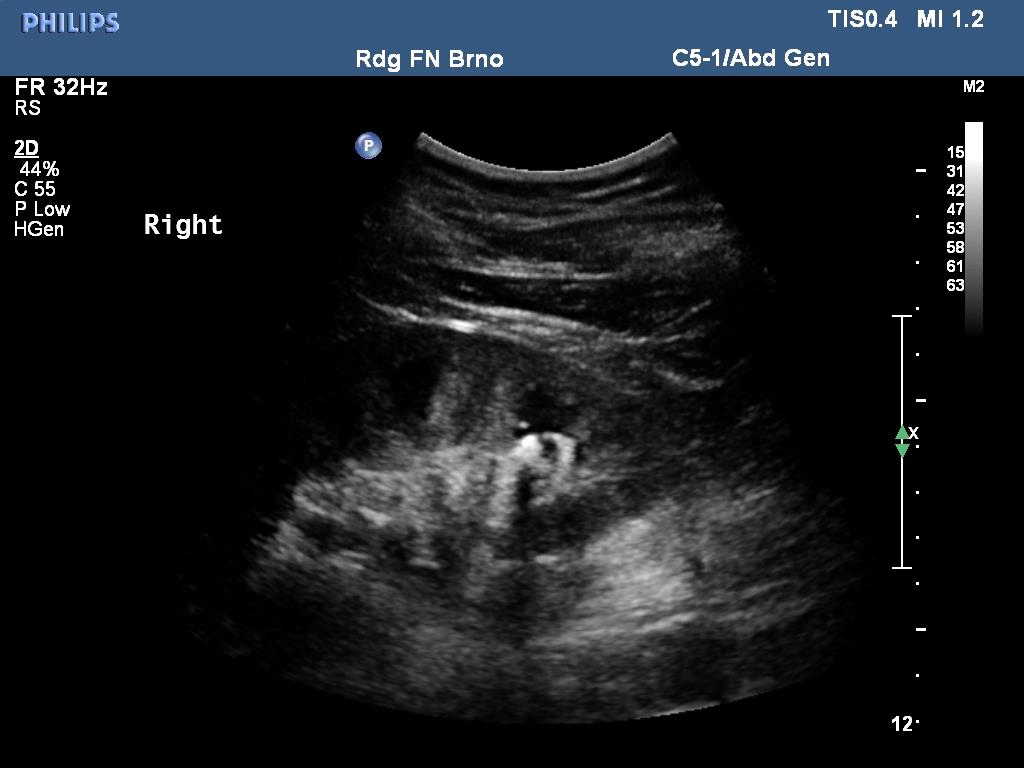 PHILIPS
TIS0.4 MI 1.2
Rdg FN Brno
C5-1/Abd Gen
FR 32Hz
RS
2D
44%
C 55
P Low
HGen
P
Right
M2
15
31
42
47
53
58
61
63
X
12